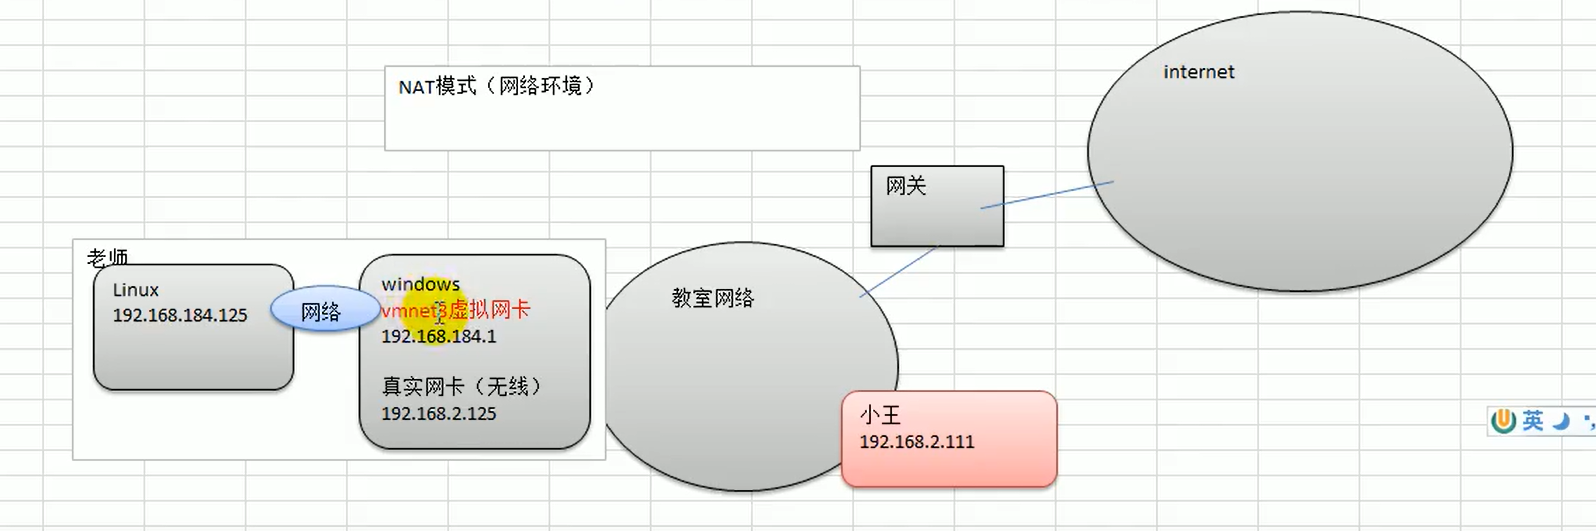 NAT模式（网络环境）
internet
网关
老师
Linux
192.168.184.125
网络
windows
vmnet8虚拟网卡
192.168.184.1
真实网卡（无线）
192.168.2.125
教室网络
小王
192.168.2.111
英